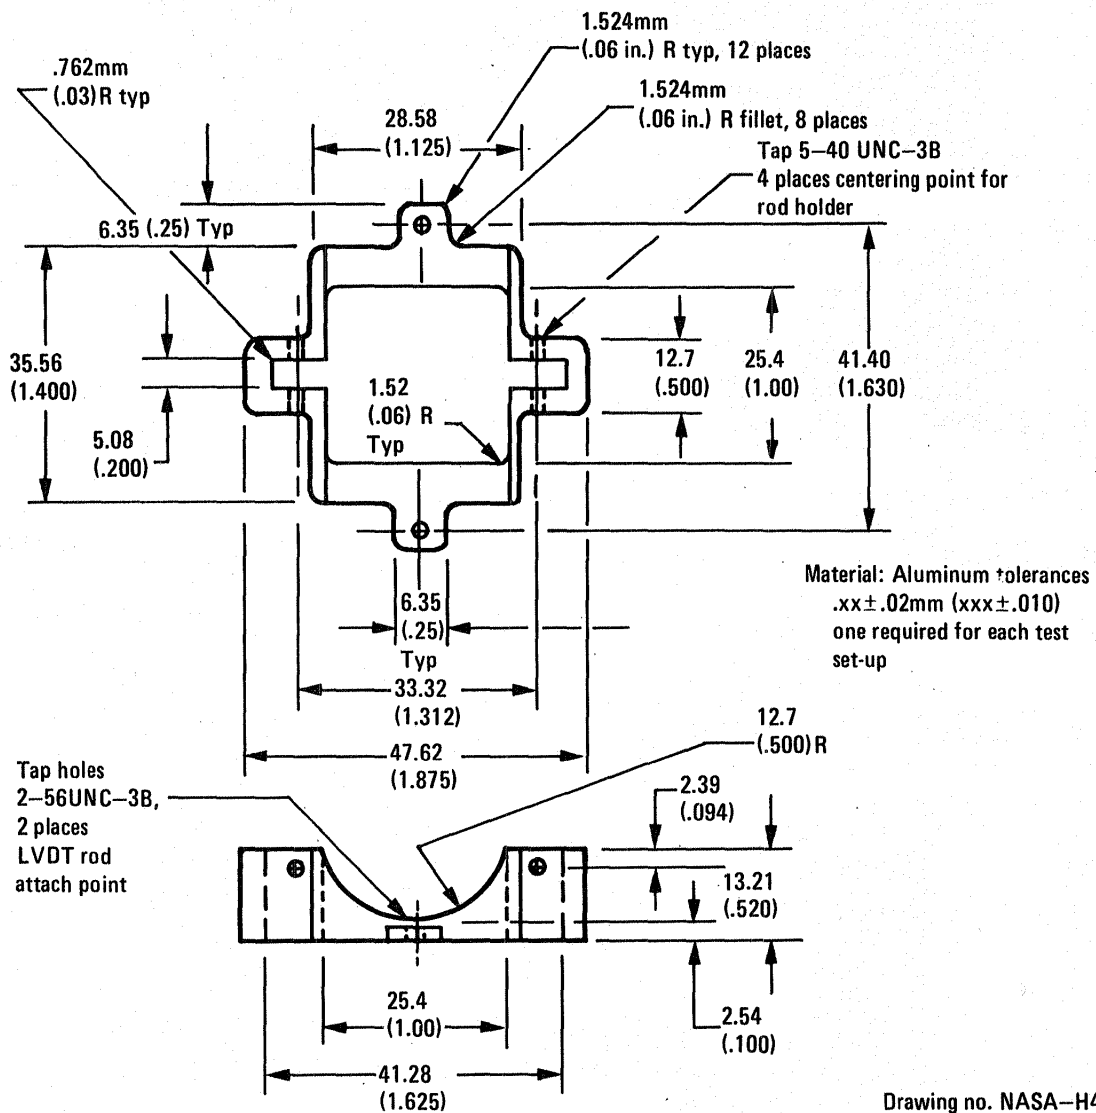 1.524mm
(.06 in.) R typ, 12 places
.762mm
(.03)R typ
1.524mm
(.06 in.) R fillet, 8 places
28.58
(1.125)
Tap 5–40 UNC–3B
4 places centering point for
rod holder
6.35 (.25) Typ
35.56
(1.400)
12.7
(.500)
25.4
(1.00)
41.40
(1.630)
1.52
(.06) R
Typ
5.08
(.200)
Material: Aluminum tolerances
.xx±.02mm (xxx±.010)
one required for each test
set-up
6.35
(.25)
Typ
33.32
(1.312)
12.7
(.500)R
47.62
(1.875)
Tap holes
2–56UNC–3B,
2 places
LVDT rod
attach point
2.39
(.094)
13.21
(.520)
25.4
(1.00)
2.54
(.100)
41.28
(1.625)
Drawing no. NASA–H4